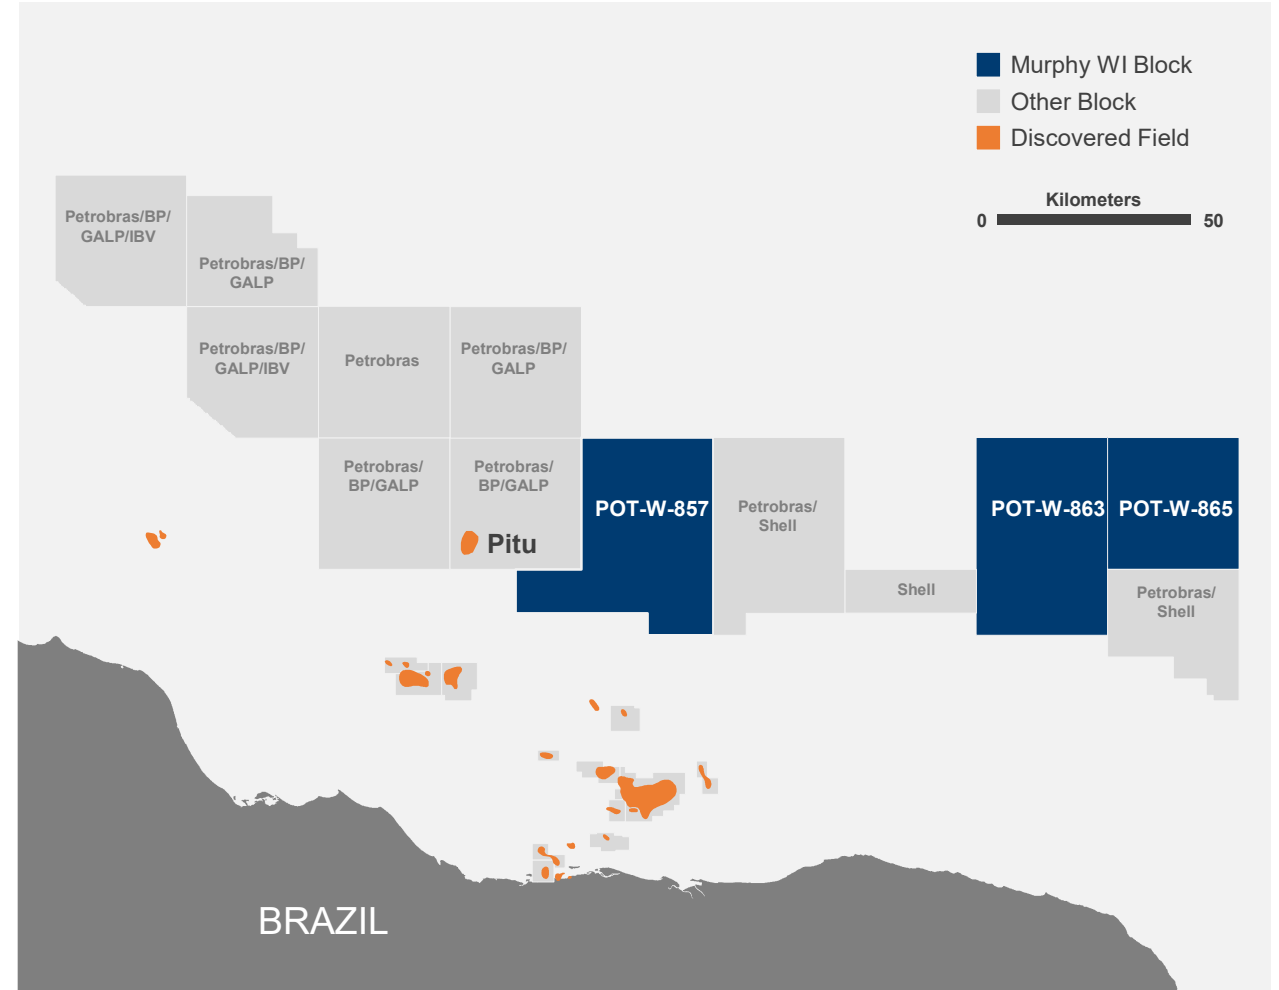 Murphy WI Block
Other Block
Discovered Field
Kilometers
0 50
Petrobras/BP/
GALP/IBV
Petrobras/BP/
GALP
Petrobras/BP/
GALP/IBV
Petrobras
Petrobras/BP/
GALP
Petrobras/
BP/GALP
Petrobras/
BP/GALP
Pitu
POT-W-857
Petrobras/
Shell
Shell
POT-W-863
POT-W-865
Petrobras/
Shell
BRAZIL